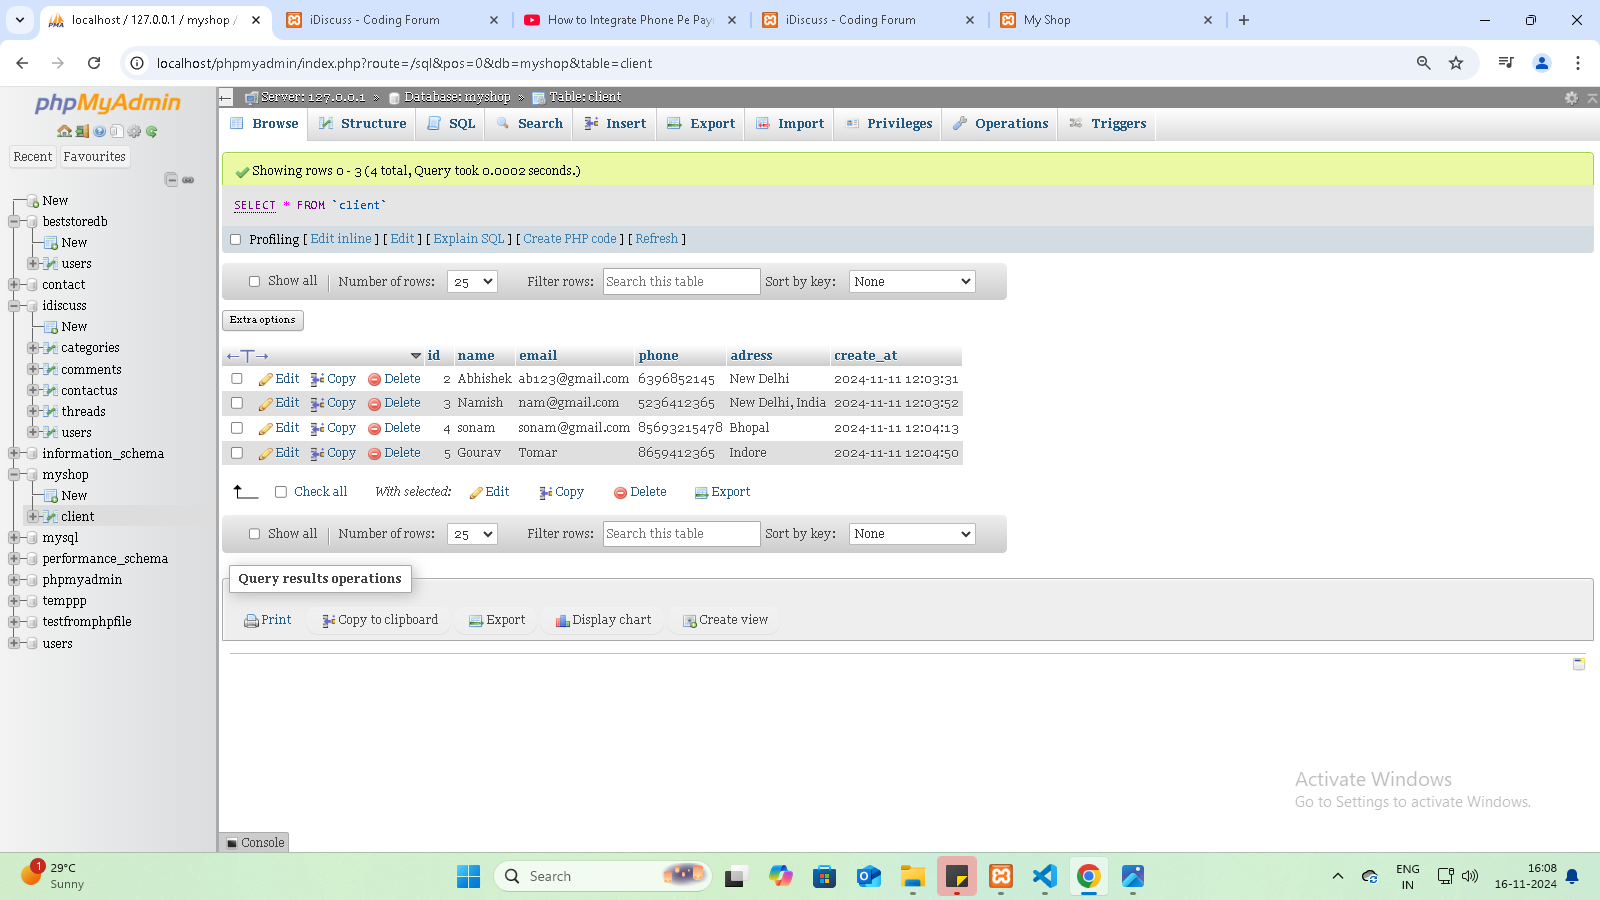 localhost / 127.0.0.1 / myshop /
iDiscuss - Coding Forum
How to Integrate Phone Pe Pay
iDiscuss - Coding Forum
My Shop
localhost/phpmyadmin/index.php?route=/sql&pos=0&db=myshop&table=client
phpMyAdmin
Recent Favourites
New
beststoredb
New
users
contact
idiscuss
New
categories
comments
contactus
threads
users
information_schema
myshop
New
client
mysql
performance_schema
phpmyadmin
temppp
testfromphpfile
users
Server: 127.0.0.1 » Database: myshop » Table: client
Browse Structure SQL Search Insert Export Import Privileges Operations Triggers
Showing rows 0 - 3 (4 total, Query took 0.0002 seconds.)
SELECT * FROM `client`
Profiling [ Edit inline ] [ Edit ] [ Explain SQL ] [ Create PHP code ] [ Refresh ]
Show all Number of rows: 25 Filter rows: Search this table Sort by key: None
Extra options
←T→ id name email phone adress create_at
Edit Copy Delete 2 Abhishek ab123@gmail.com 6396852145 New Delhi 2024-11-11 12:03:31
Edit Copy Delete 3 Namish nam@gmail.com 5236412365 New Delhi, India 2024-11-11 12:03:52
Edit Copy Delete 4 sonam sonam@gmail.com 85693215478 Bhopal 2024-11-11 12:04:13
Edit Copy Delete 5 Gourav Tomar 8659412365 Indore 2024-11-11 12:04:50
Check all With selected: Edit Copy Delete Export
Show all Number of rows: 25 Filter rows: Search this table Sort by key: None
Query results operations
Print Copy to clipboard Export Display chart Create view
Activate Windows
Go to Settings to activate Windows.
Console
1
29°C
Sunny
Search
ENG
IN
16:08
16-11-2024